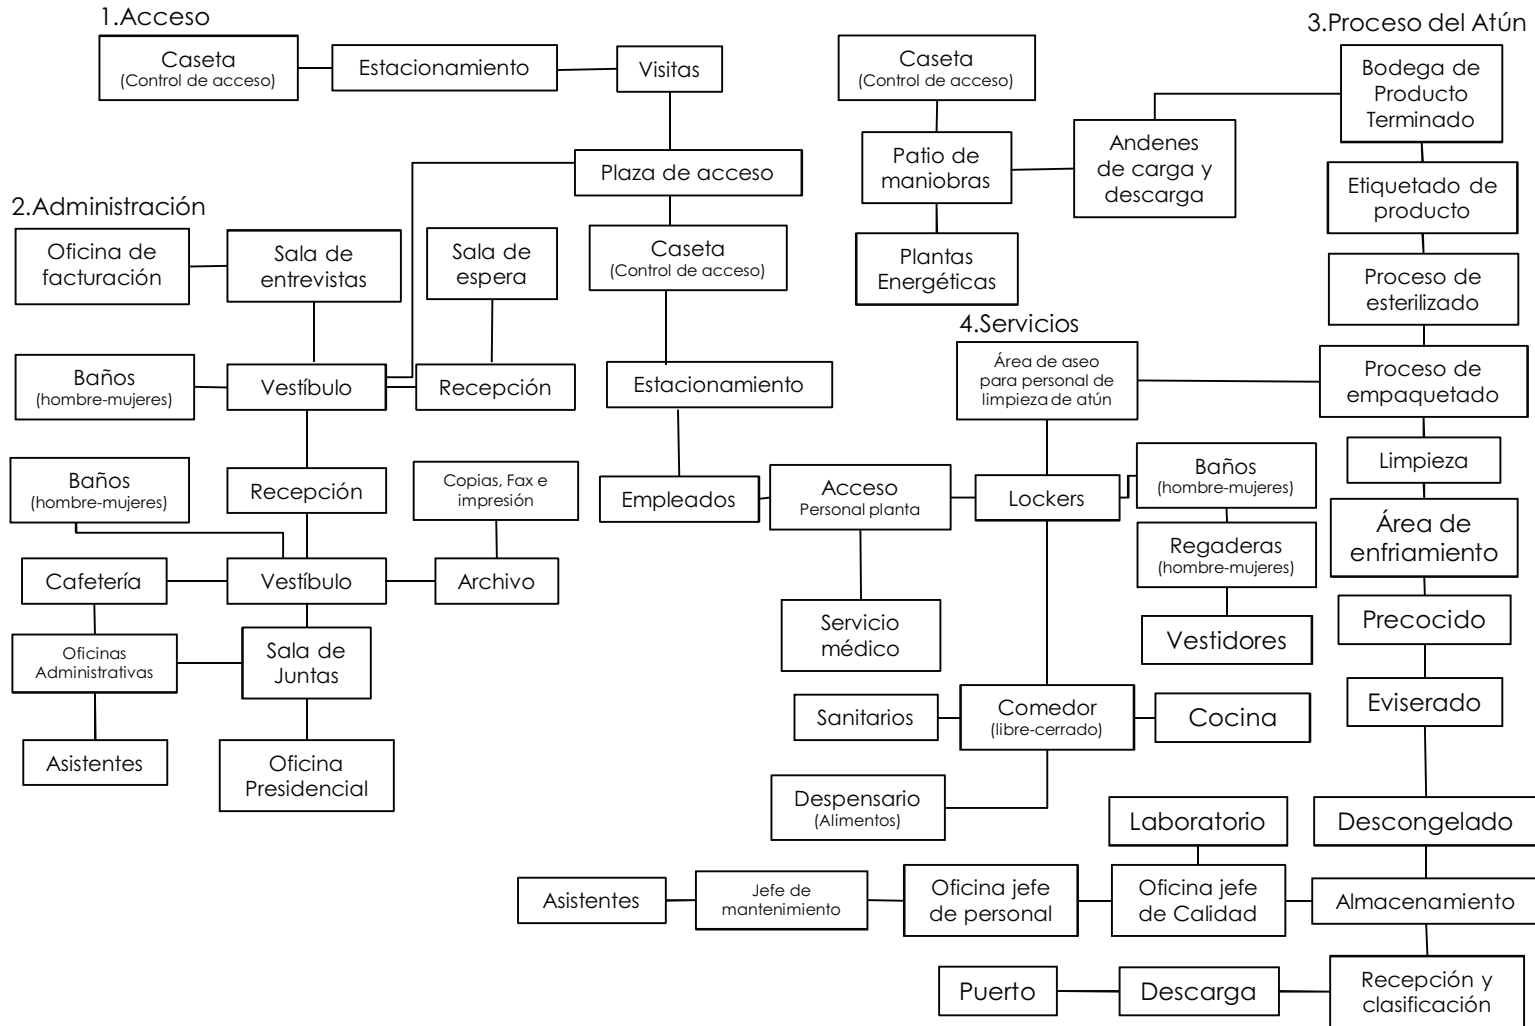 1.Acceso
Caseta
(Control de acceso)
Estacionamiento
Visitas
Plaza de acceso
Caseta
(Control de acceso)
Estacionamiento
Empleados
Acceso
Personal planta
Servicio
médico
2.Administración
Oficina de
facturación
Sala de
entrevistas
Sala de
espera
Baños
(hombre-mujeres)
Vestíbulo
Recepción
Baños
(hombre-mujeres)
Recepción
Copias, Fax e
impresión
Cafetería
Vestíbulo
Archivo
Oficinas
Administrativas
Sala de
Juntas
Asistentes
Oficina
Presidencial
Caseta
(Control de acceso)
Patio de
maniobras
Andenes
de carga y
descarga
Plantas
Energéticas
3.Proceso del Atún
Bodega de
Producto
Terminado
Etiquetado de
producto
Proceso de
esterilizado
Proceso de
empaquetado
Limpieza
Área de
enfriamiento
Precocido
Eviserado
Descongelado
Almacenamiento
Recepción y
clasificación
Descarga
Puerto
4.Servicios
Área de aseo
para personal de
limpieza de atún
Lockers
Baños
(hombre-mujeres)
Regaderas
(hombre-mujeres)
Vestidores
Sanitarios
Comedor
(libre-cerrado)
Cocina
Despensario
(Alimentos)
Laboratorio
Asistentes
Jefe de
mantenimiento
Oficina jefe
de personal
Oficina jefe
de Calidad